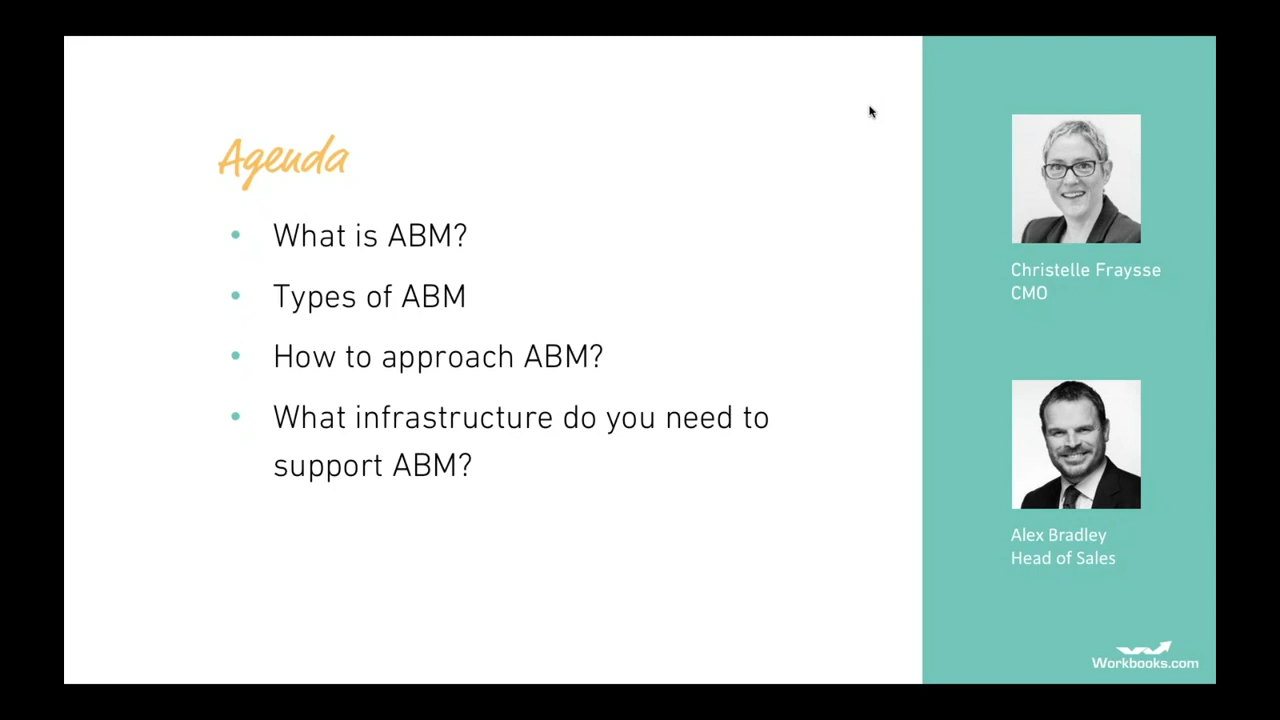 Agenda
• What is ABM?
• Types of ABM
• How to approach ABM?
• What infrastructure do you need to
support ABM?
Christelle Fraysse
CMO
Alex Bradley
Head of Sales
Workbooks.com